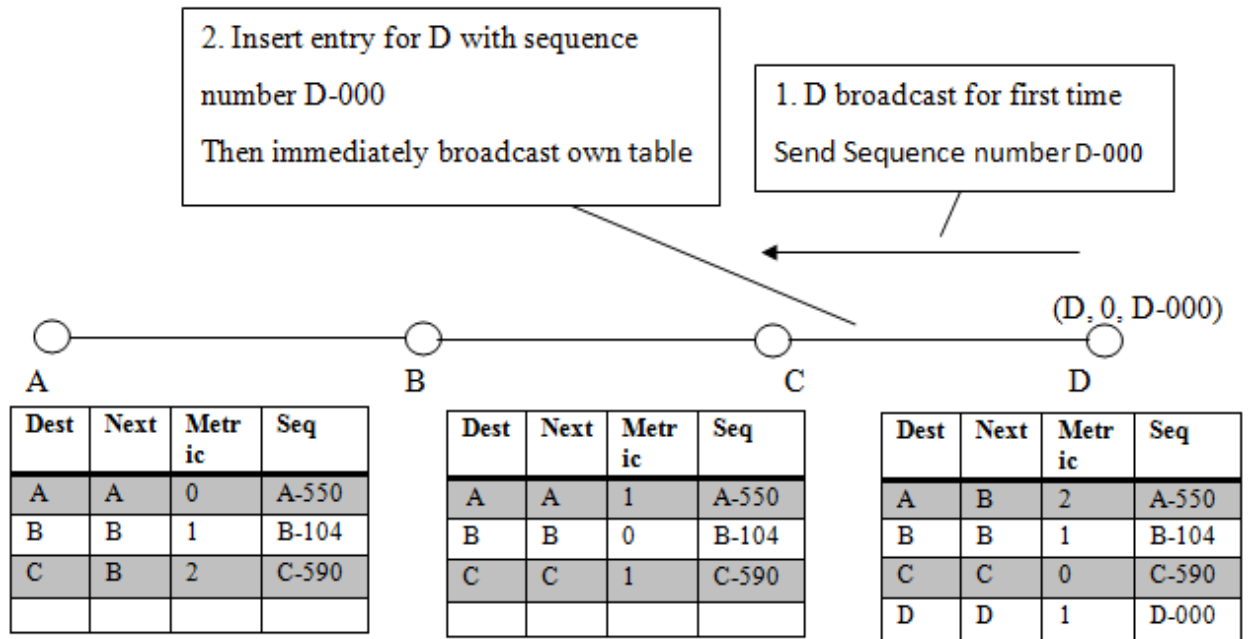 2. Insert entry for D with sequence
number D-000
Then immediately broadcast own table
1. D broadcast for first time
Send Sequence number D-000
(D, 0, D-000)
A
B
C
D
Dest Next Metr Seq
ic
A A 0 A-550
B B 1 B-104
C B 2 C-590
Dest Next Metr Seq
ic
A A 1 A-550
B B 0 B-104
C C 1 C-590
Dest Next Metr Seq
ic
A B 2 A-550
B B 1 B-104
C C 0 C-590
D D 1 D-000